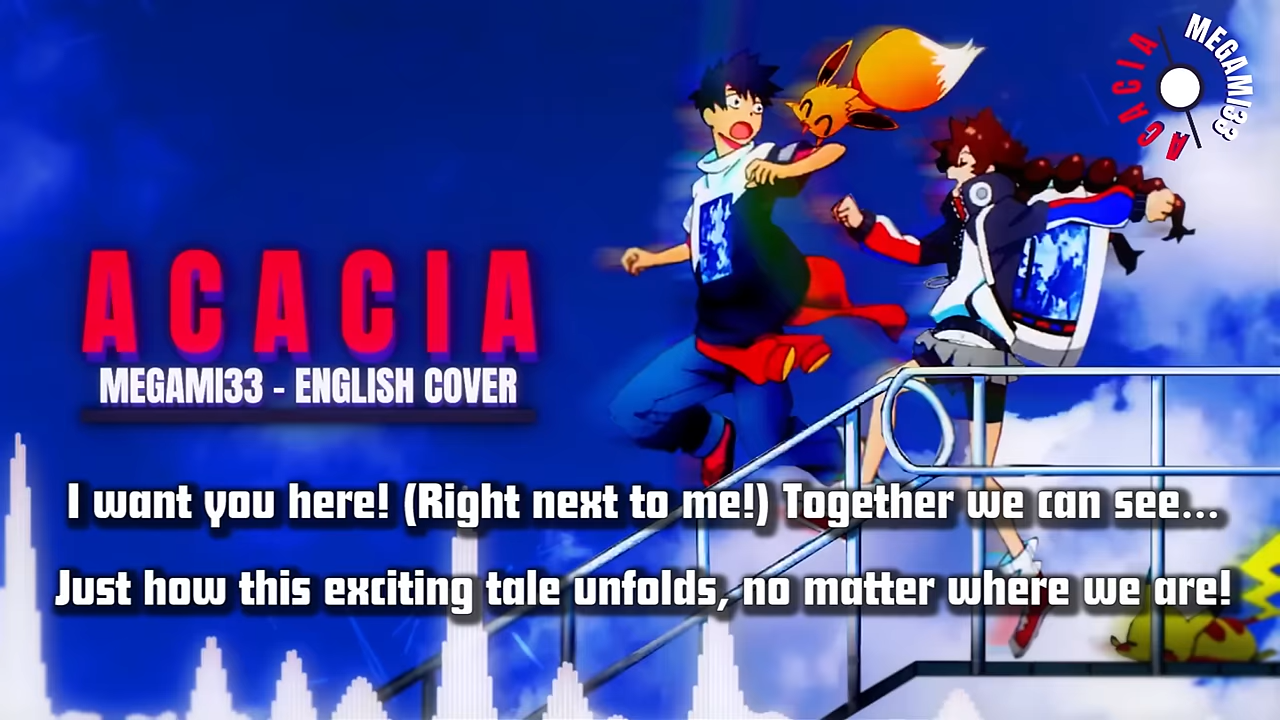 MEGAMI33
ACACIA
ACACIA
MEGAMI33 - ENGLISH COVER
I want you here! (Right next to me!) Together we can see...
Just how this exciting tale unfolds, no matter where we are!